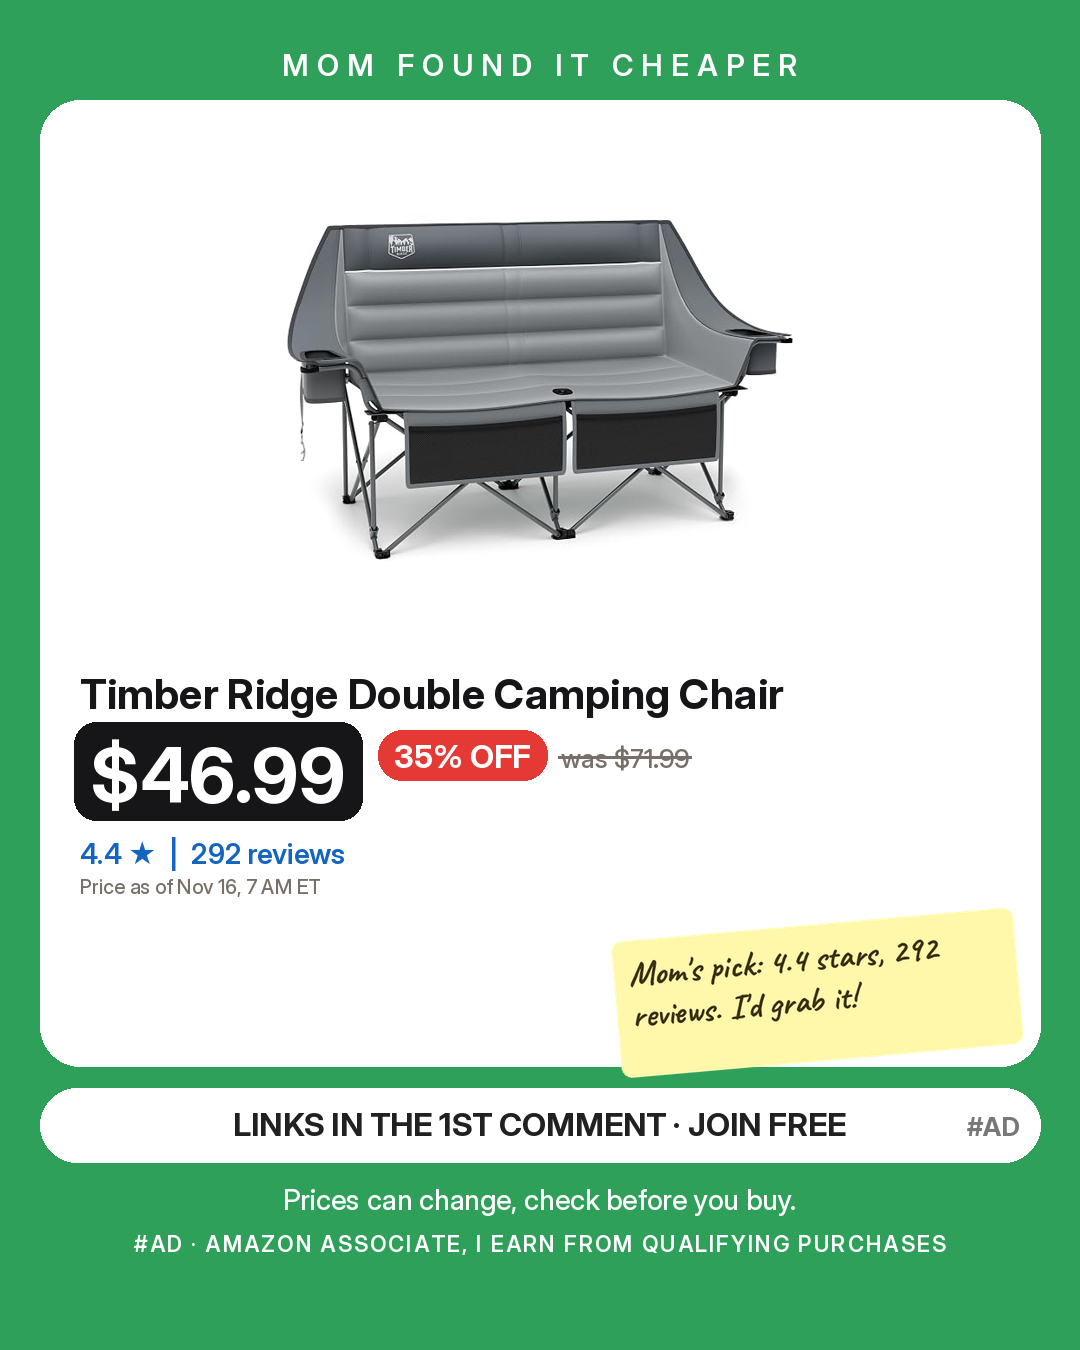 MOM FOUND IT CHEAPER
TIMBER
Timber Ridge Double Camping Chair
$46.99
35% OFF
was $71.99
4.4 ★ | 292 reviews
Price as of Nov 16, 7 AM ET
Mom's pick: 4.4 stars, 292
reviews. I'd grab it!
LINKS IN THE 1ST COMMENT · JOIN FREE
#AD
Prices can change, check before you buy.
#AD · AMAZON ASSOCIATE, I EARN FROM QUALIFYING PURCHASES